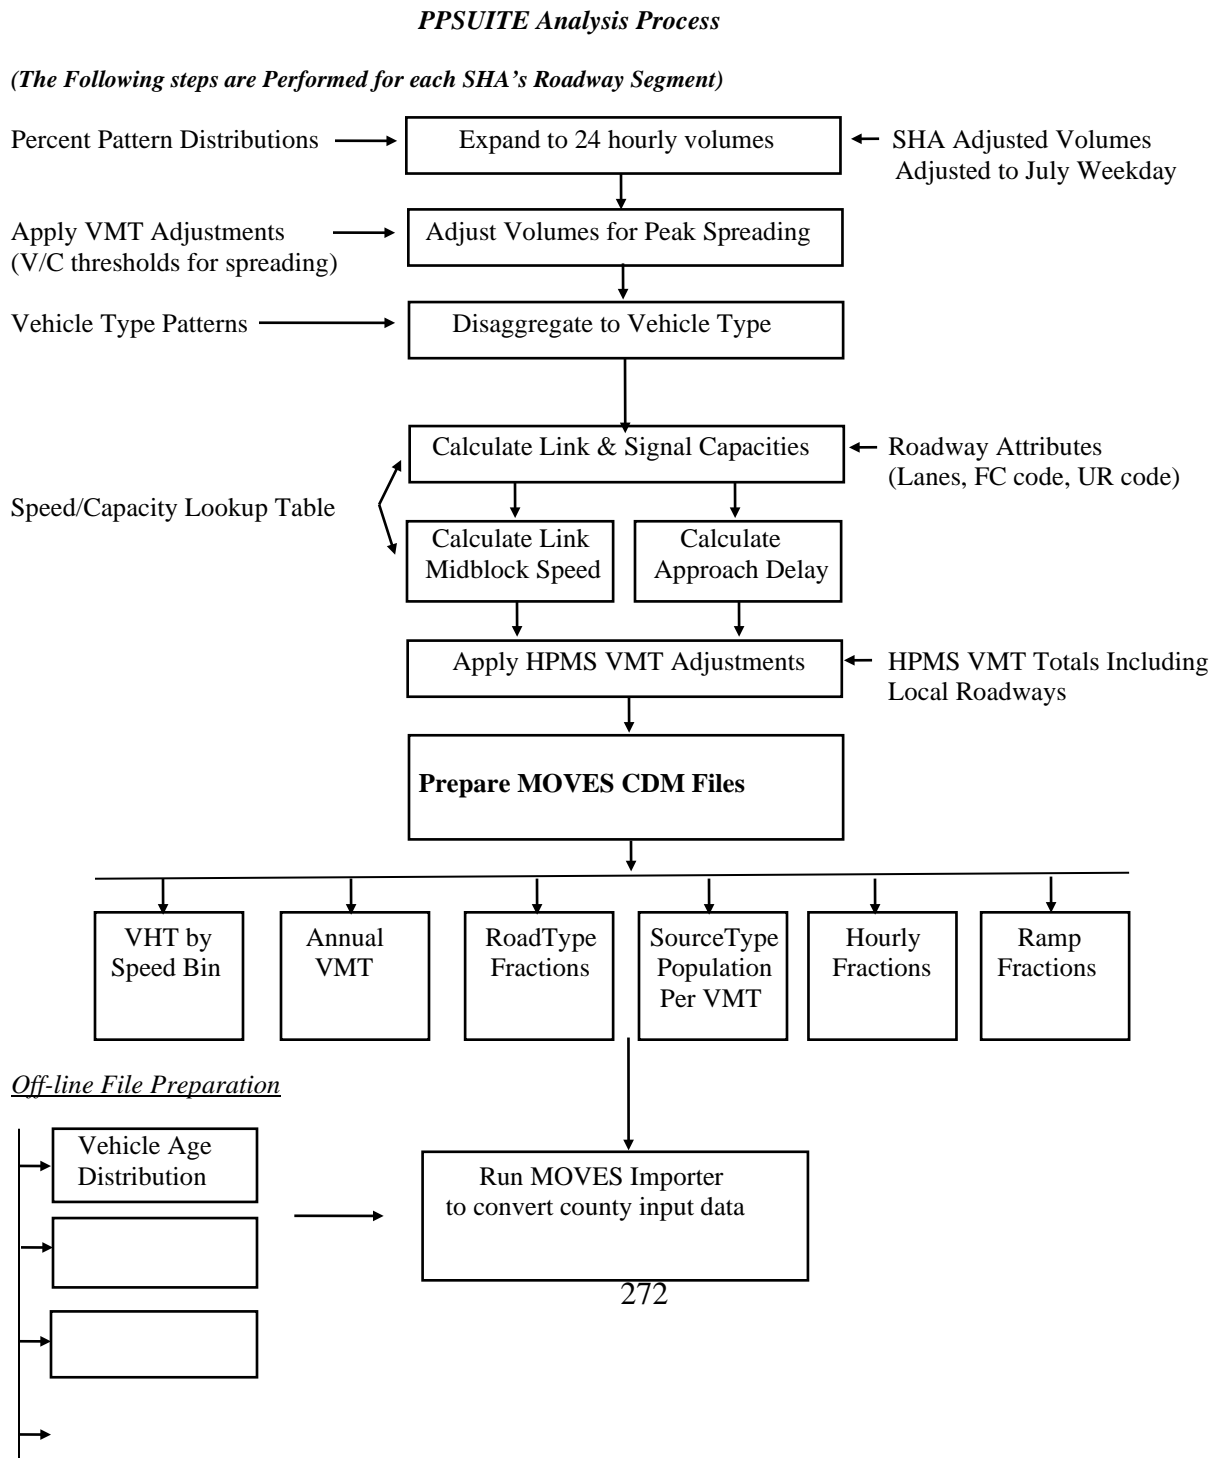 PPSUITE Analysis Process
(The Following steps are Performed for each SHA's Roadway Segment)
Percent Pattern Distributions
Expand to 24 hourly volumes
SHA Adjusted Volumes
Adjusted to July Weekday
Apply VMT Adjustments
(V/C thresholds for spreading)
Adjust Volumes for Peak Spreading
Vehicle Type Patterns
Disaggregate to Vehicle Type
Calculate Link & Signal Capacities
Roadway Attributes
(Lanes, FC code, UR code)
Speed/Capacity Lookup Table
Calculate Link
Midblock Speed
Calculate
Approach Delay
Apply HPMS VMT Adjustments
HPMS VMT Totals Including
Local Roadways
Prepare MOVES CDM Files
VHT by
Speed Bin
Annual
VMT
RoadType
Fractions
SourceType
Population
Per VMT
Hourly
Fractions
Ramp
Fractions
Off-line File Preparation
Vehicle Age
Distribution
Run MOVES Importer
to convert county input data
272